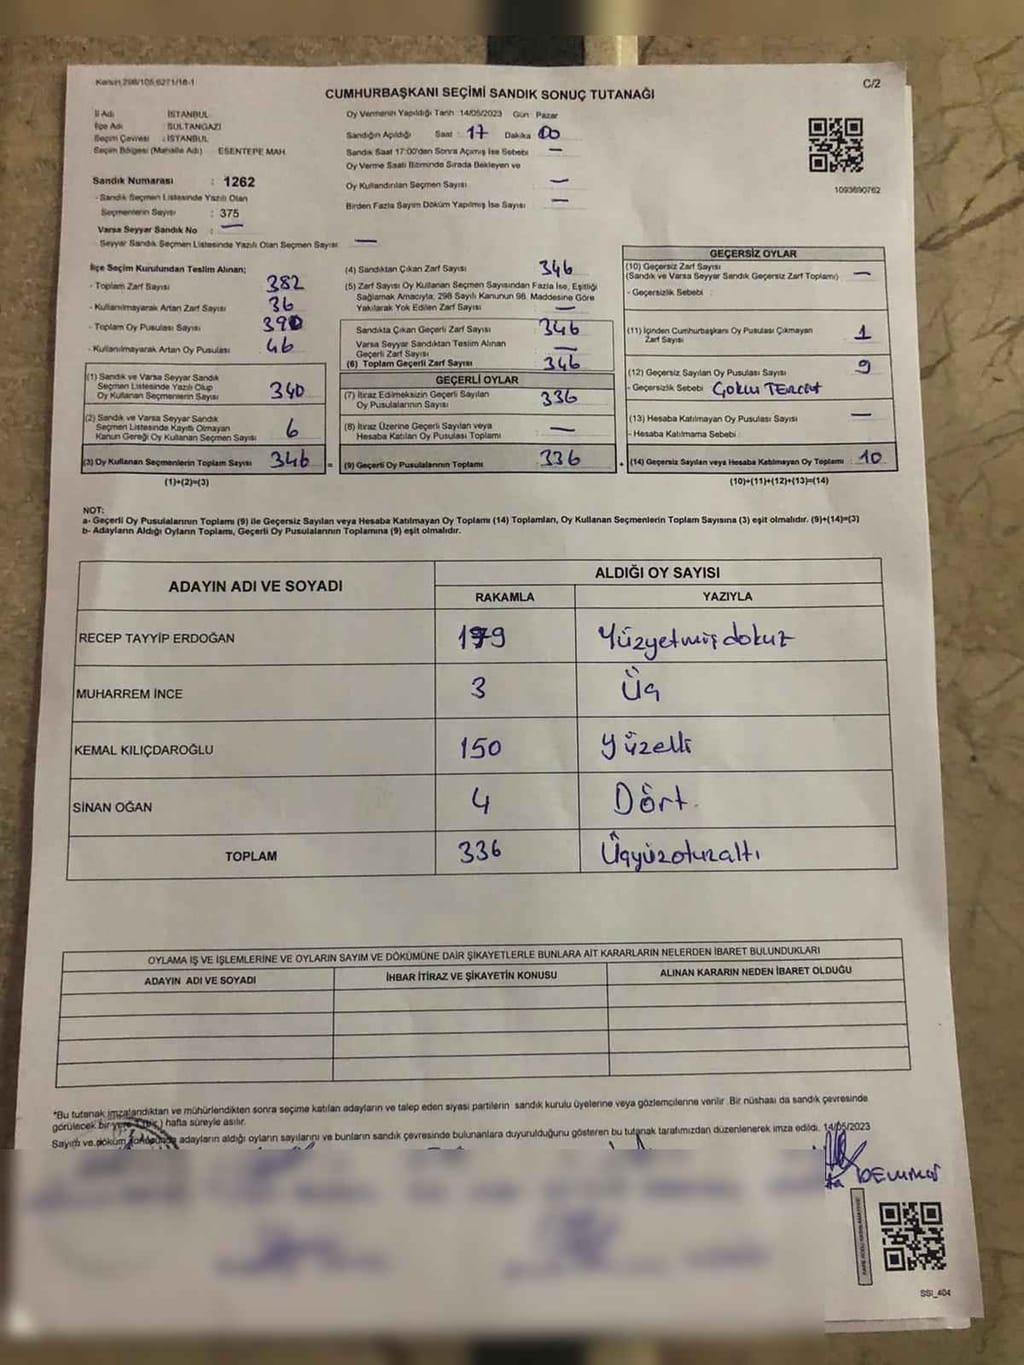 Kanun 298/105 6271/18-1
C/2
CUMHURBAŞKANI SEÇİMİ SANDIK SONUÇ TUTANAĞI
İl Adı : İSTANBUL
İlçe Adı : SULTANGAZİ
Seçim Çevresi : İSTANBUL
Seçim Bölgesi (Mahalle Adı) : ESENTEPE MAH.
Sandık Numarası : 1262
- Sandık Seçmen Listesinde Yazılı Olan
Seçmenlerin Sayısı : 375
Varsa Seyyar Sandık No : —
Seyyar Sandık Seçmen Listesinde Yazılı Olan Seçmen Sayısı : —
Oy Vermenin Yapıldığı Tarih :14/05/2023 Gün : Pazar
Sandığın Açıldığı Saat : 17 Dakika : 00
Sandık Saat 17:00'den Sonra Açılmış İse Sebebi : —
Oy Verme Saati Bitiminde Sırada Bekleyen ve
Oy Kullandırılan Seçmen Sayısı : —
Birden Fazla Sayım Döküm Yapılmış İse Sayısı : —
1093690762
İlçe Seçim Kurulundan Teslim Alınan;
- Toplam Zarf Sayısı : 382
- Kullanılmayarak Artan Zarf Sayısı : 36
- Toplam Oy Pusulası Sayısı : 390
- Kullanılmayarak Artan Oy Pusulası : 46
(1) Sandık ve Varsa Seyyar Sandık
Seçmen Listesinde Yazılı Olup
Oy Kullanan Seçmenlerin Sayısı : 340
(2) Sandık ve Varsa Seyyar Sandık
Seçmen Listesinde Kayıtlı Olmayan
Kanun Gereği Oy Kullanan Seçmen Sayısı : 6
(3) Oy Kullanan Seçmenlerin Toplam Sayısı : 346
(1)+(2)=(3)
(4) Sandıktan Çıkan Zarf Sayısı : 346
(5) Zarf Sayısı Oy Kullanan Seçmen Sayısından Fazla İse, Eşitliği
Sağlamak Amacıyla; 298 Sayılı Kanunun 98. Maddesine Göre
Yakılarak Yok Edilen Zarf Sayısı : —
Sandıkta Çıkan Geçerli Zarf Sayısı : 346
Varsa Seyyar Sandıktan Teslim Alınan
Geçerli Zarf Sayısı : —
(6) Toplam Geçerli Zarf Sayısı : 346
GEÇERLİ OYLAR
(7) İtiraz Edilmeksizin Geçerli Sayılan
Oy Pusulalarının Sayısı : 336
(8) İtiraz Üzerine Geçerli Sayılan veya
Hesaba Katılan Oy Pusulası Toplamı : —
= (9) Geçerli Oy Pusulalarının Toplamı : 336
GEÇERSİZ OYLAR
(10) Geçersiz Zarf Sayısı
(Sandık ve Varsa Seyyar Sandık Geçersiz Zarf Toplamı) : —
- Geçersizlik Sebebi :
(11) İçinden Cumhurbaşkanı Oy Pusulası Çıkmayan
Zarf Sayısı : 1
(12) Geçersiz Sayılan Oy Pusulası Sayısı : 9
- Geçersizlik Sebebi : ÇOKLU TERCİH
(13) Hesaba Katılmayan Oy Pusulası Sayısı : —
- Hesaba Katılmama Sebebi :
+ (14) Geçersiz Sayılan veya Hesaba Katılmayan Oy Toplamı : 10
(10)+(11)+(12)+(13)=(14)
NOT:
a- Geçerli Oy Pusulalarının Toplamı (9) ile Geçersiz Sayılan veya Hesaba Katılmayan Oy Toplamı (14) Toplamları, Oy Kullanan Seçmenlerin Toplam Sayısına (3) eşit olmalıdır. (9)+(14)=(3)
b- Adayların Aldığı Oyların Toplamı, Geçerli Oy Pusulalarının Toplamına (9) eşit olmalıdır.
ADAYIN ADI VE SOYADI
ALDIĞI OY SAYISI
RAKAMLA YAZIYLA
RECEP TAYYİP ERDOĞAN 179 Yüzyetmişdokuz
MUHARREM İNCE 3 Üç
KEMAL KILIÇDAROĞLU 150 Yüzelli
SİNAN OĞAN 4 Dört.
TOPLAM 336 Üçyüzotuzaltı
OYLAMA İŞ VE İŞLEMLERİNE VE OYLARIN SAYIM VE DÖKÜMÜNE DAİR ŞİKAYETLERLE BUNLARA AİT KARARLARIN NELERDEN İBARET BULUNDUKLARI
ADAYIN ADI VE SOYADI İHBAR İTİRAZ VE ŞİKAYETİN KONUSU ALINAN KARARIN NEDEN İBARET OLDUĞU
*Bu tutanak imzalandıktan ve mühürlendikten sonra seçime katılan adayların ve talep eden siyasi partilerin sandık kurulu üyelerine veya gözlemcilerine verilir. Bir nüshası da sandık çevresinde
görülecek bir yere 1 (bir) hafta süreyle asılır.
Sayım ve döküm sonucunda adayların aldığı oyların sayılarını ve bunların sandık çevresinde bulunanlara duyurulduğunu gösteren bu tutanak tarafımızdan düzenlenerek imza edildi. 14/05/2023
SSI_404